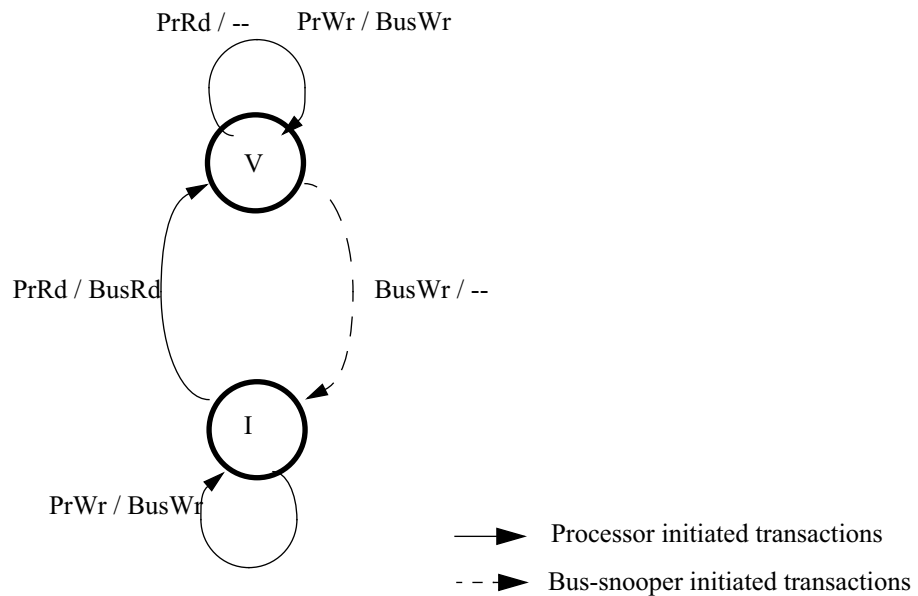 PrRd / --
PrWr / BusWr
V
PrRd / BusRd
BusWr / --
I
PrWr / BusWr
Processor initiated transactions
Bus-snooper initiated transactions